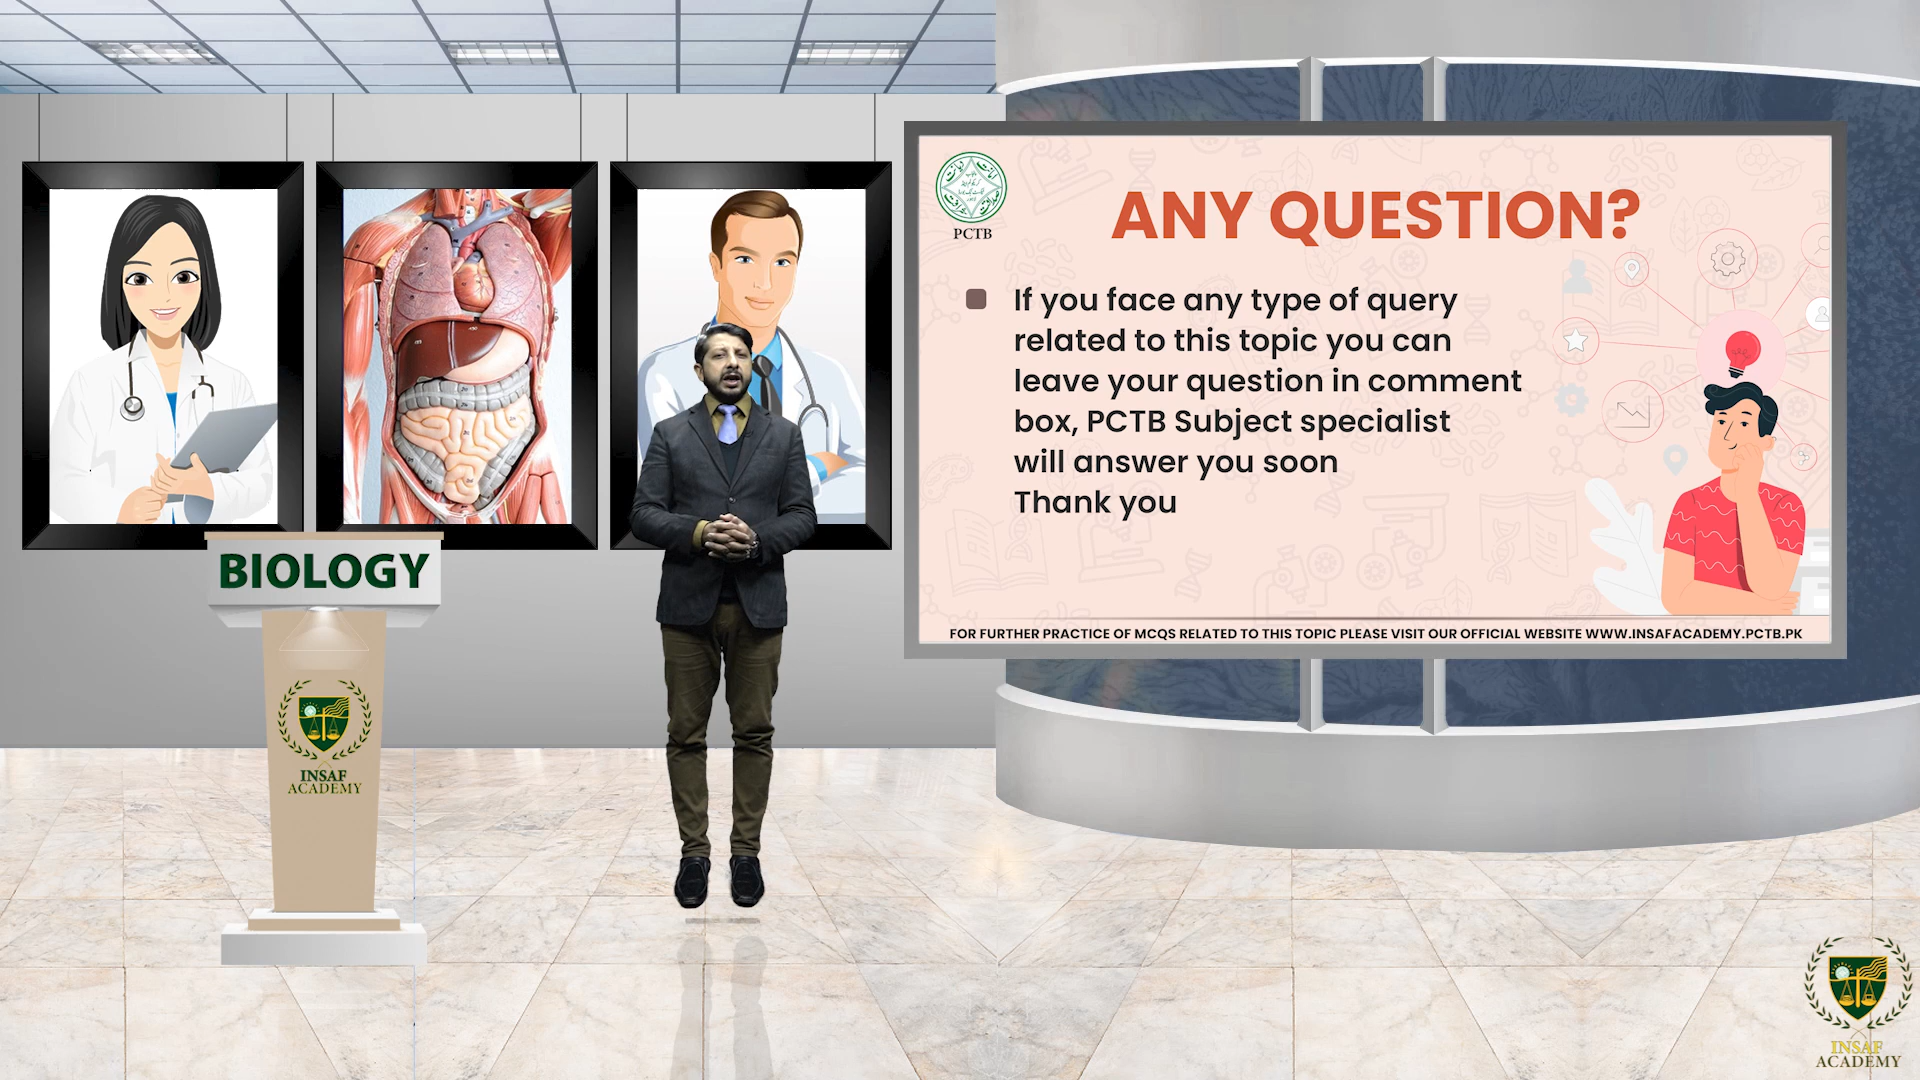 PCTB
ANY QUESTION?
If you face any type of query
related to this topic you can
leave your question in comment
box, PCTB Subject specialist
will answer you soon
Thank you
FOR FURTHER PRACTICE OF MCQS RELATED TO THIS TOPIC PLEASE VISIT OUR OFFICIAL WEBSITE WWW.INSAFACADEMY.PCTB.PK
BIOLOGY
INSAF
ACADEMY
INSAF
ACADEMY